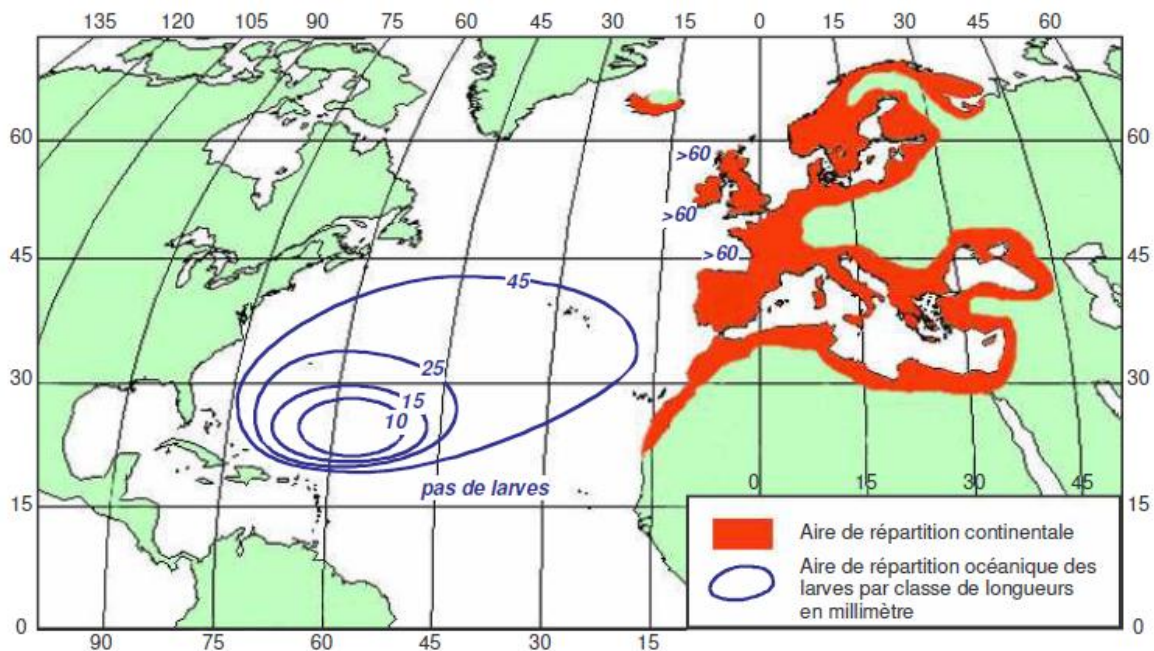 135 120 105 90 75 60 45 30 15 0 15 30 45 60
60 >60 60
>60
45 >60 45
45
30 25 30
15
10
pas de larves
0 15 30 45
15 15
Aire de répartition continentale
Aire de répartition océanique des
larves par classe de longueurs
en millimètre
0 0
90 75 60 45 30 15